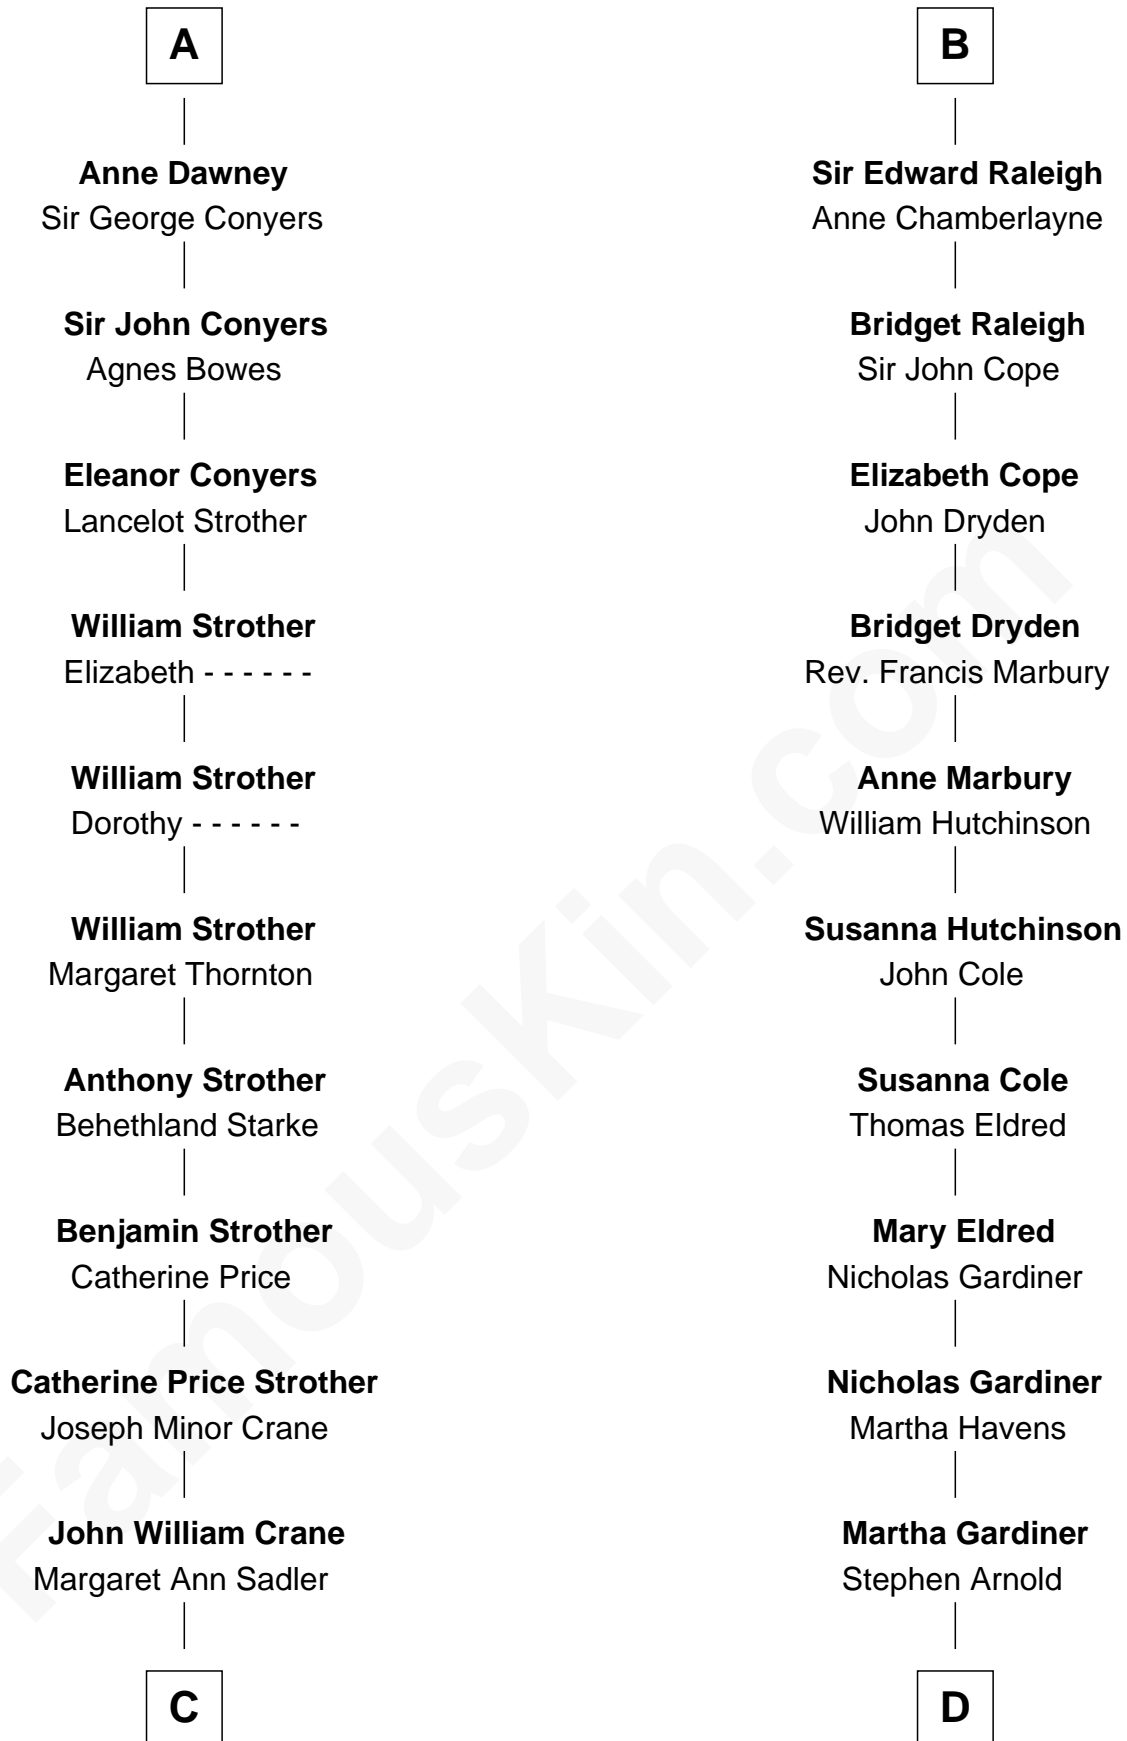 A
Anne Dawney
Sir George Conyers
Sir John Conyers
Agnes Bowes
Eleanor Conyers
Lancelot Strother
William Strother
Elizabeth - - - - - -
William Strother
Dorothy - - - - - -
William Strother
Margaret Thornton
Anthony Strother
Behethland Starke
Benjamin Strother
Catherine Price
Catherine Price Strother
Joseph Minor Crane
John William Crane
Margaret Ann Sadler
C
B
Sir Edward Raleigh
Anne Chamberlayne
Bridget Raleigh
Sir John Cope
Elizabeth Cope
John Dryden
Bridget Dryden
Rev. Francis Marbury
Anne Marbury
William Hutchinson
Susanna Hutchinson
John Cole
Susanna Cole
Thomas Eldred
Mary Eldred
Nicholas Gardiner
Nicholas Gardiner
Martha Havens
Martha Gardiner
Stephen Arnold
D
FamousKin.com